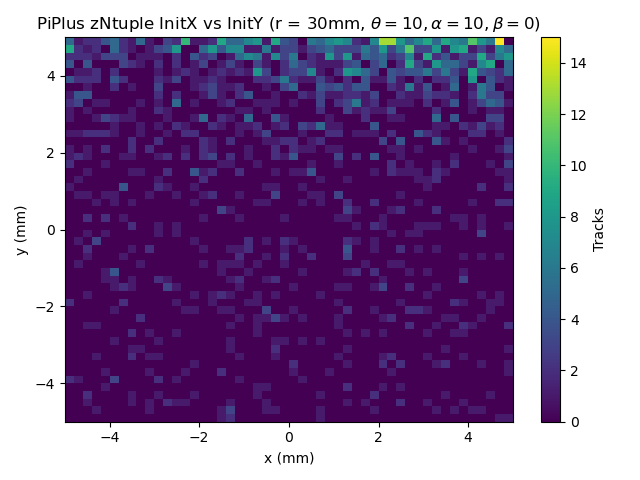 PiPlus zNtuple InitX vs InitY (r = 30mm, θ = 10, α = 10, β = 0)
4
2
0
−2
−4
y (mm)
−4 −2 0 2 4
x (mm)
14
12
10
8
6
4
2
0
Tracks